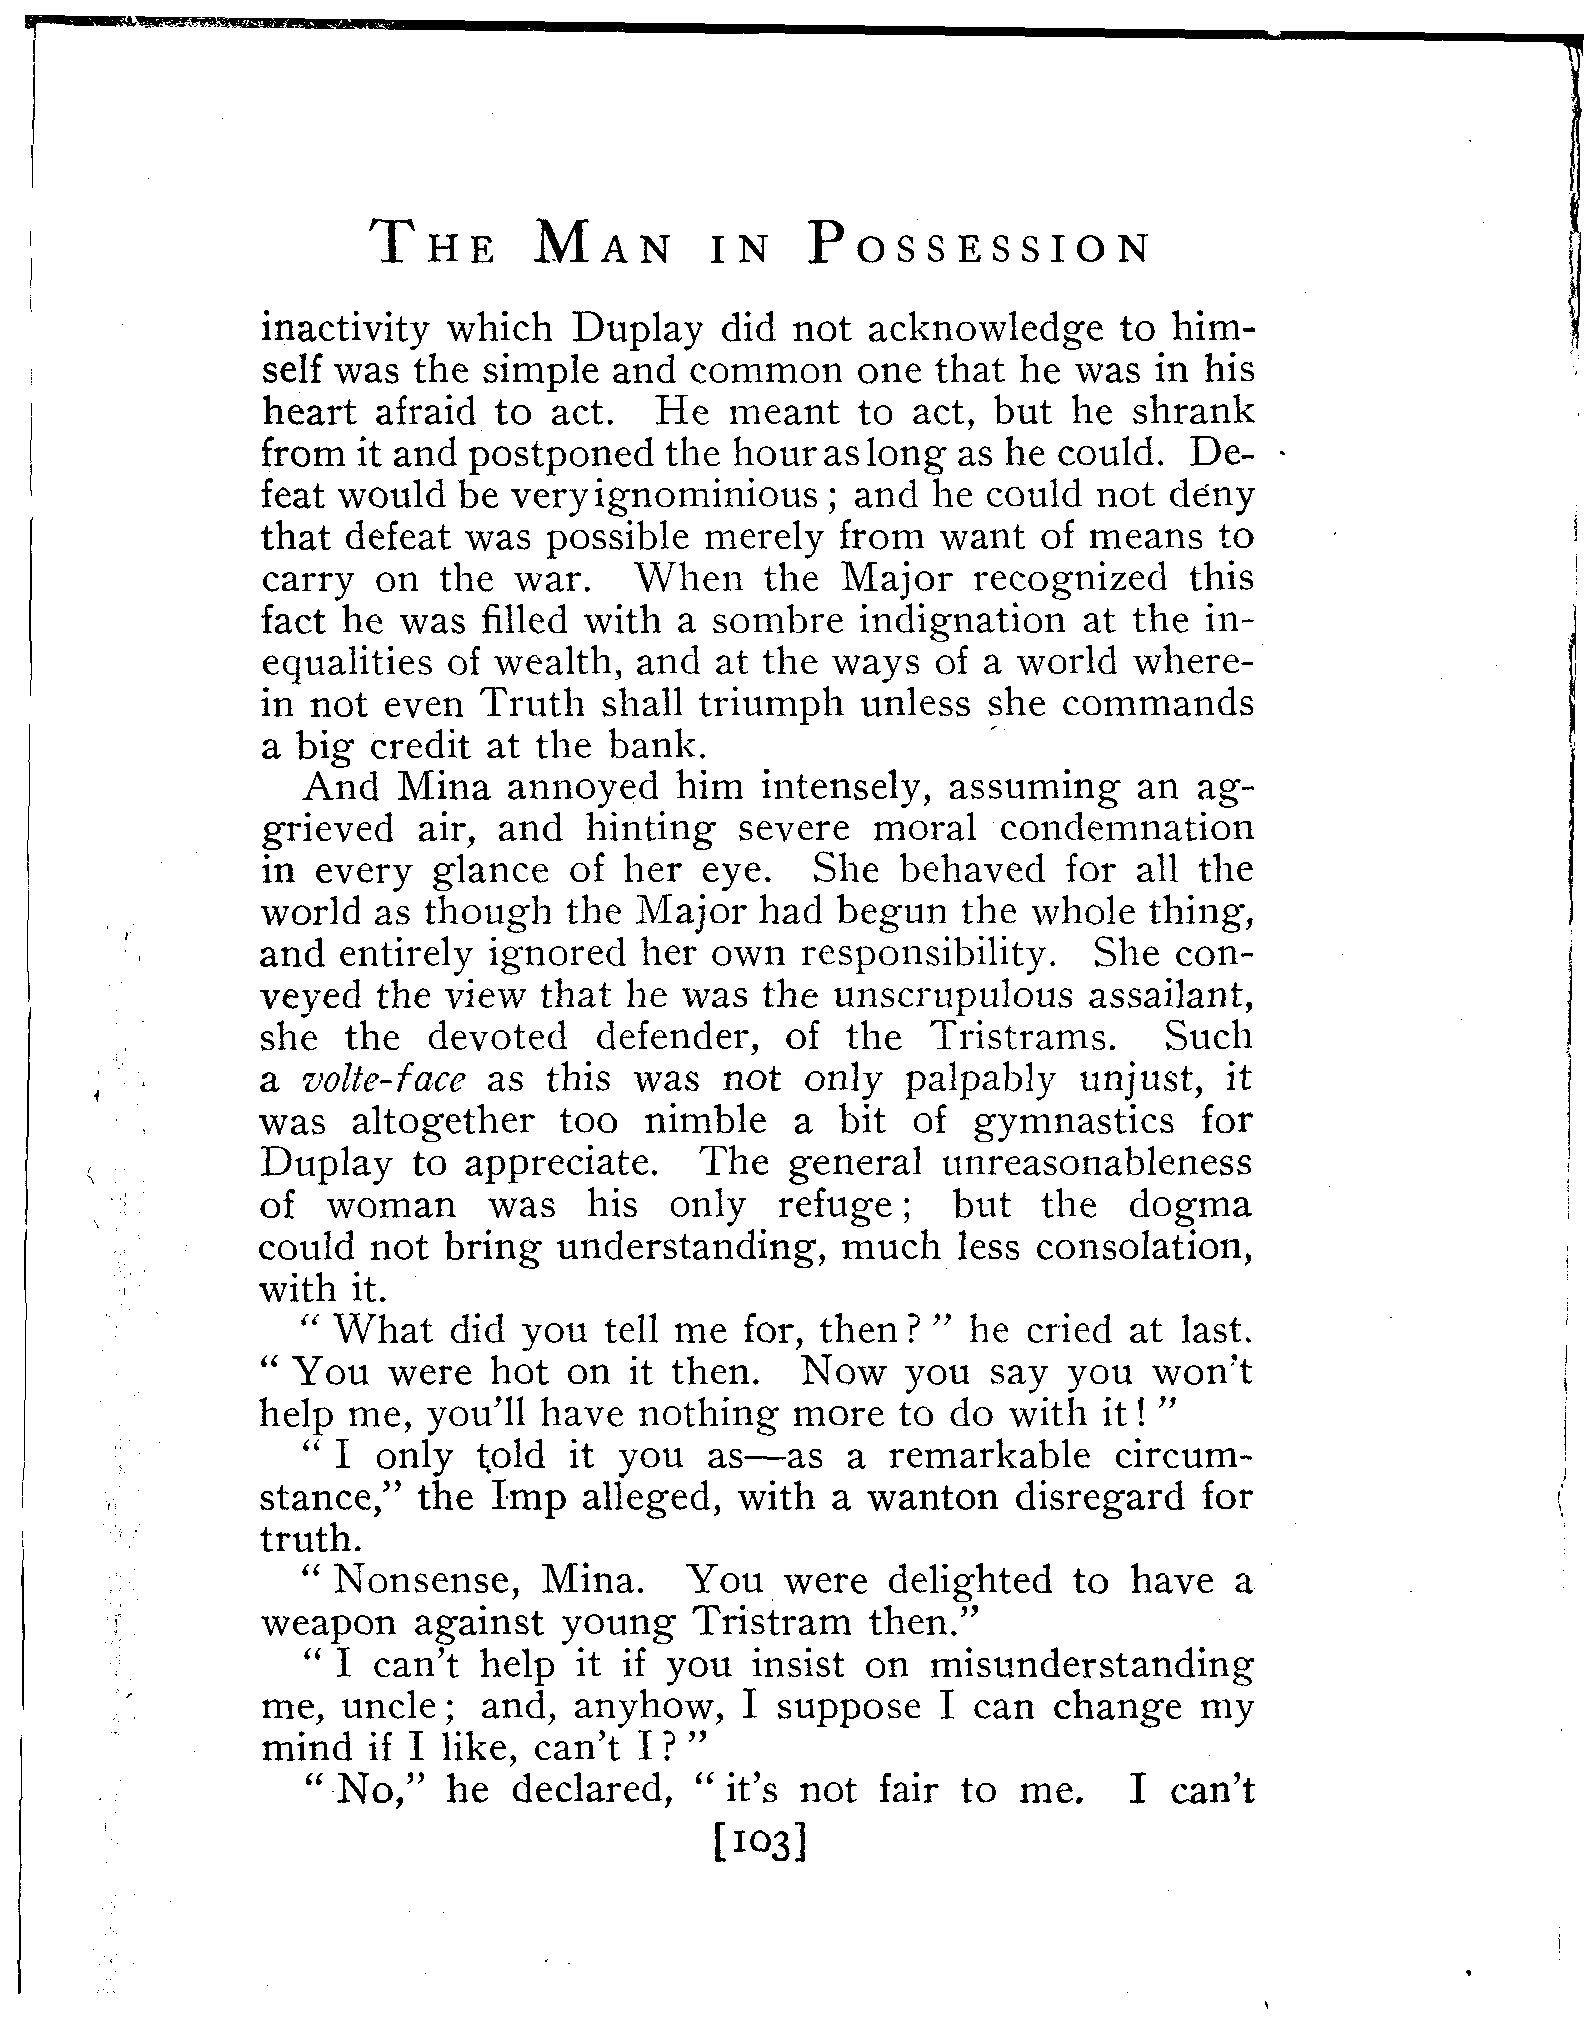 THE MAN IN POSSESSION
inactivity which Duplay did not acknowledge to him-
self was the simple and common one that he was in his
heart afraid to act. He meant to act, but he shrank
from it and postponed the hour as long as he could. De-
feat would be very ignominious; and he could not deny
that defeat was possible merely from want of means to
carry on the war. When the Major recognized this
fact he was filled with a sombre indignation at the in-
equalities of wealth, and at the ways of a world where-
in not even Truth shall triumph unless she commands
a big credit at the bank.
And Mina annoyed him intensely, assuming an ag-
grieved air, and hinting severe moral condemnation
in every glance of her eye. She behaved for all the
world as though the Major had begun the whole thing,
and entirely ignored her own responsibility. She con-
veyed the view that he was the unscrupulous assailant,
she the devoted defender, of the Tristrams. Such
a volte-face as this was not only palpably unjust, it
was altogether too nimble a bit of gymnastics for
Duplay to appreciate. The general unreasonableness
of woman was his only refuge; but the dogma
could not bring understanding, much less consolation,
with it.
"What did you tell me for, then?" he cried at last.
"You were hot on it then. Now you say you won't
help me, you'll have nothing more to do with it!"
"I only told it you as—as a remarkable circum-
stance," the Imp alleged, with a wanton disregard for
truth.
"Nonsense, Mina. You were delighted to have a
weapon against young Tristram then."
"I can't help it if you insist on misunderstanding
me, uncle; and, anyhow, I suppose I can change my
mind if I like, can't I?"
"No," he declared, "it's not fair to me. I can't
[103]